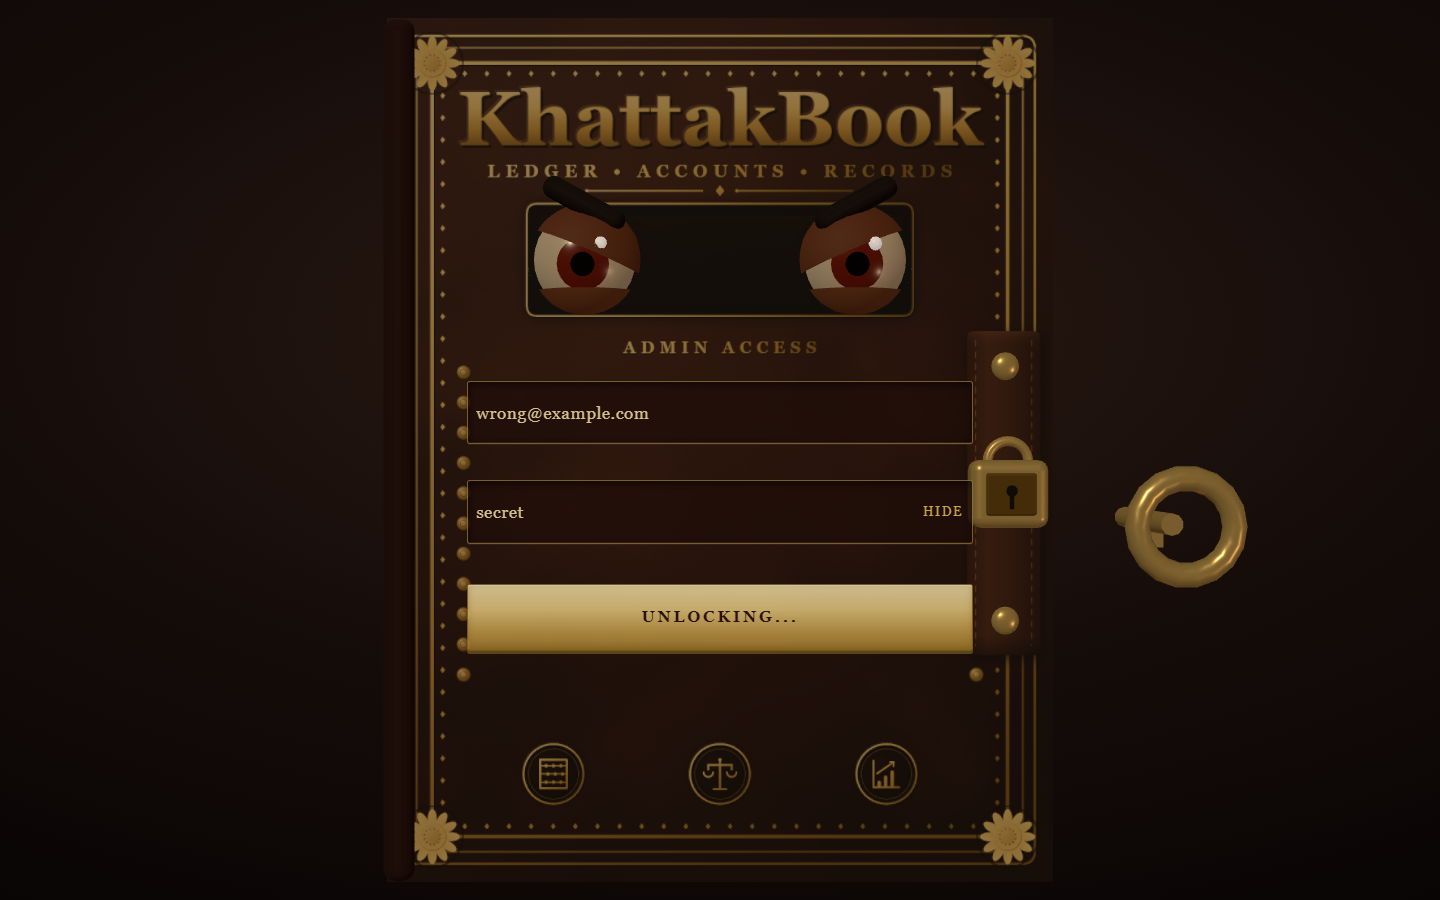 KhattakBook
LEDGER • ACCOUNTS • RECORDS
ADMIN ACCESS
wrong@example.com
secret HIDE
UNLOCKING...